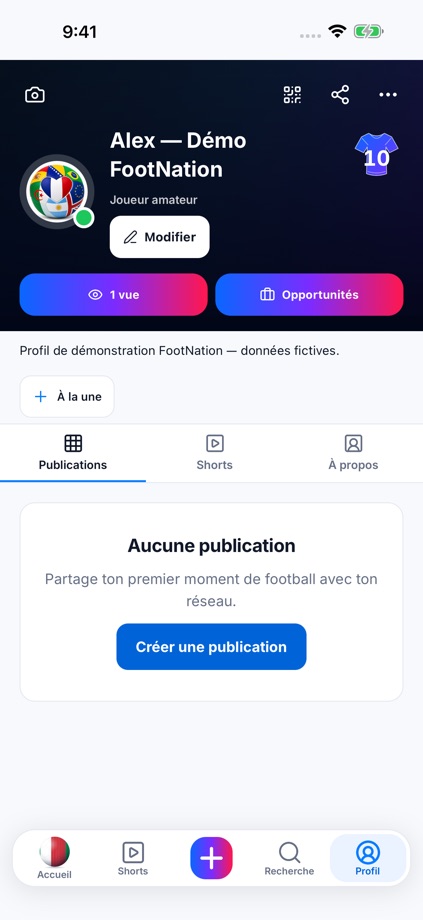 9:41
Alex — Démo
FootNation
10
Joueur amateur
Modifier
1 vue
Opportunités
Profil de démonstration FootNation — données fictives.
À la une
Publications
Shorts
À propos
Aucune publication
Partage ton premier moment de football avec ton
réseau.
Créer une publication
Accueil
Shorts
Recherche
Profil